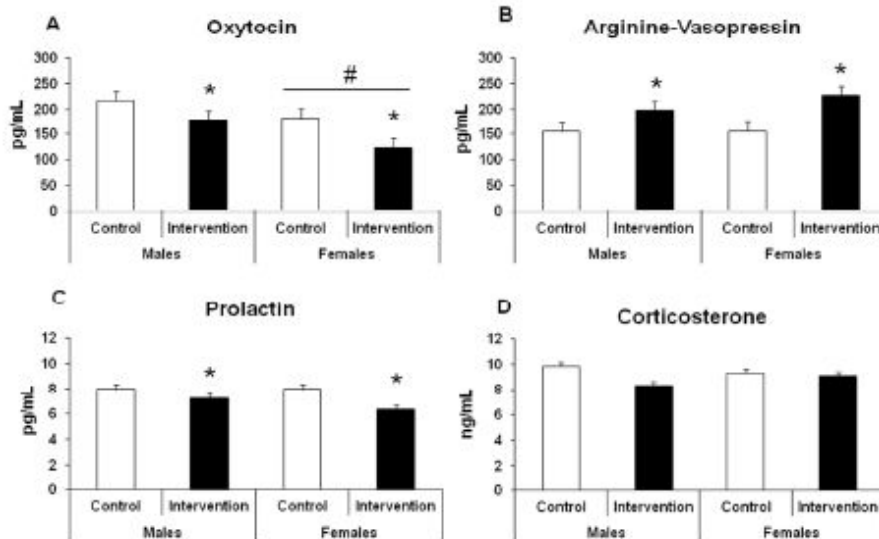 A
Oxytocin
pg/mL
300
250
200
150
100
50
0
*
#
*
Control Intervention Control Intervention
Males Females
B
Arginine-Vasopressin
pg/mL
300
250
200
150
100
50
0
*
*
Control Intervention Control Intervention
Males Females
C
Prolactin
pg/mL
12
10
8
6
4
2
0
*
*
Control Intervention Control Intervention
Males Females
D
Corticosterone
ng/mL
12
10
8
6
4
2
0
Control Intervention Control Intervention
Males Females